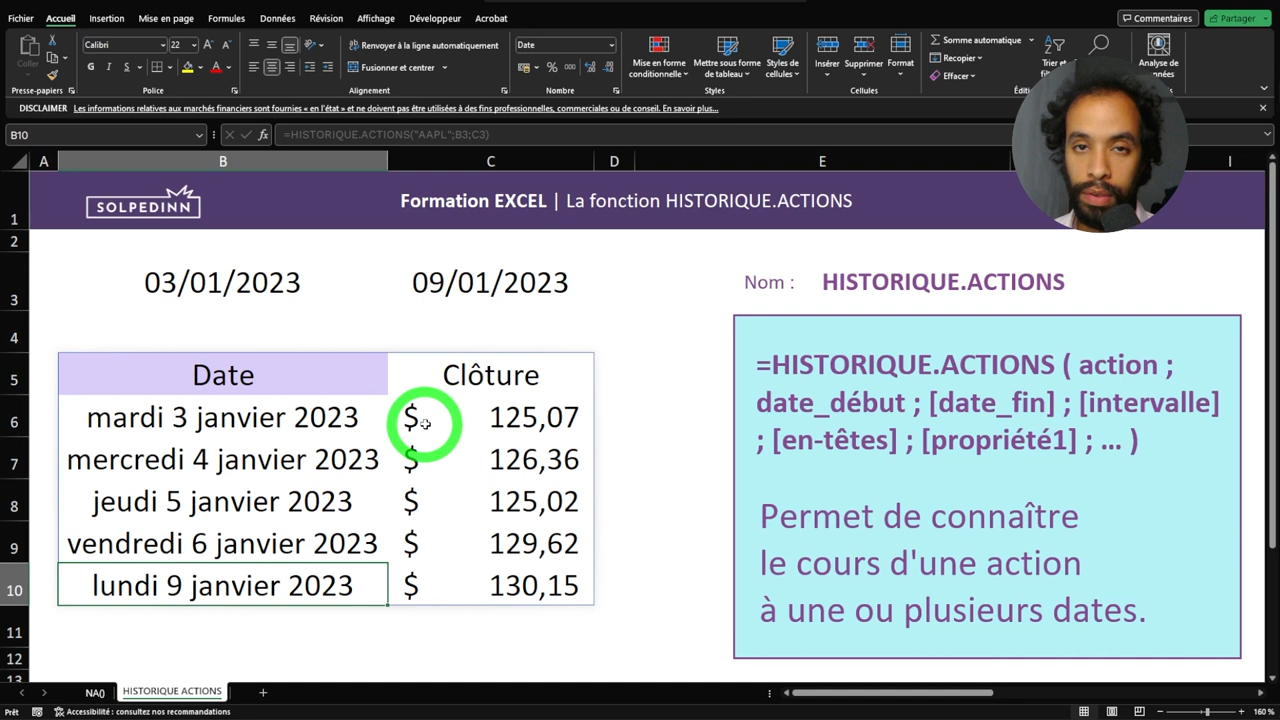 Fichier Accueil Insertion Mise en page Formules Données Révision Affichage Développeur Acrobat Commentaires Partager
Coller
Presse-papiers
Calibri 22
G I S
Police
Renvoyer à la ligne automatiquement
Fusionner et centrer
Alignement
Date
% 000
Nombre
Mise en forme conditionnelle
Mettre sous forme de tableau
Styles de cellules
Styles
Insérer Supprimer Format
Cellules
Somme automatique
Recopier
Effacer
Trier et
Analyse de données
DISCLAIMER Les informations relatives aux marchés financiers sont fournies « en l'état » et ne doivent pas être utilisées à des fins professionnelles, commerciales ou de conseil. En savoir plus...
B10 fx =HISTORIQUE.ACTIONS("AAPL";B3;C3)
A B C D E I
1 SOLPEDINN Formation EXCEL | La fonction HISTORIQUE.ACTIONS
2
3 03/01/2023 09/01/2023
4
5 Date Clôture
6 mardi 3 janvier 2023 $ 125,07
7 mercredi 4 janvier 2023 $ 126,36
8 jeudi 5 janvier 2023 $ 125,02
9 vendredi 6 janvier 2023 $ 129,62
10 lundi 9 janvier 2023 $ 130,15
11
12
13
Nom : HISTORIQUE.ACTIONS
=HISTORIQUE.ACTIONS ( action ;
date_début ; [date_fin] ; [intervalle]
; [en-têtes] ; [propriété1] ; ... )
Permet de connaître
le cours d'une action
à une ou plusieurs dates.
NA() HISTORIQUE ACTIONS
Prêt Accessibilité : consultez nos recommandations 160 %